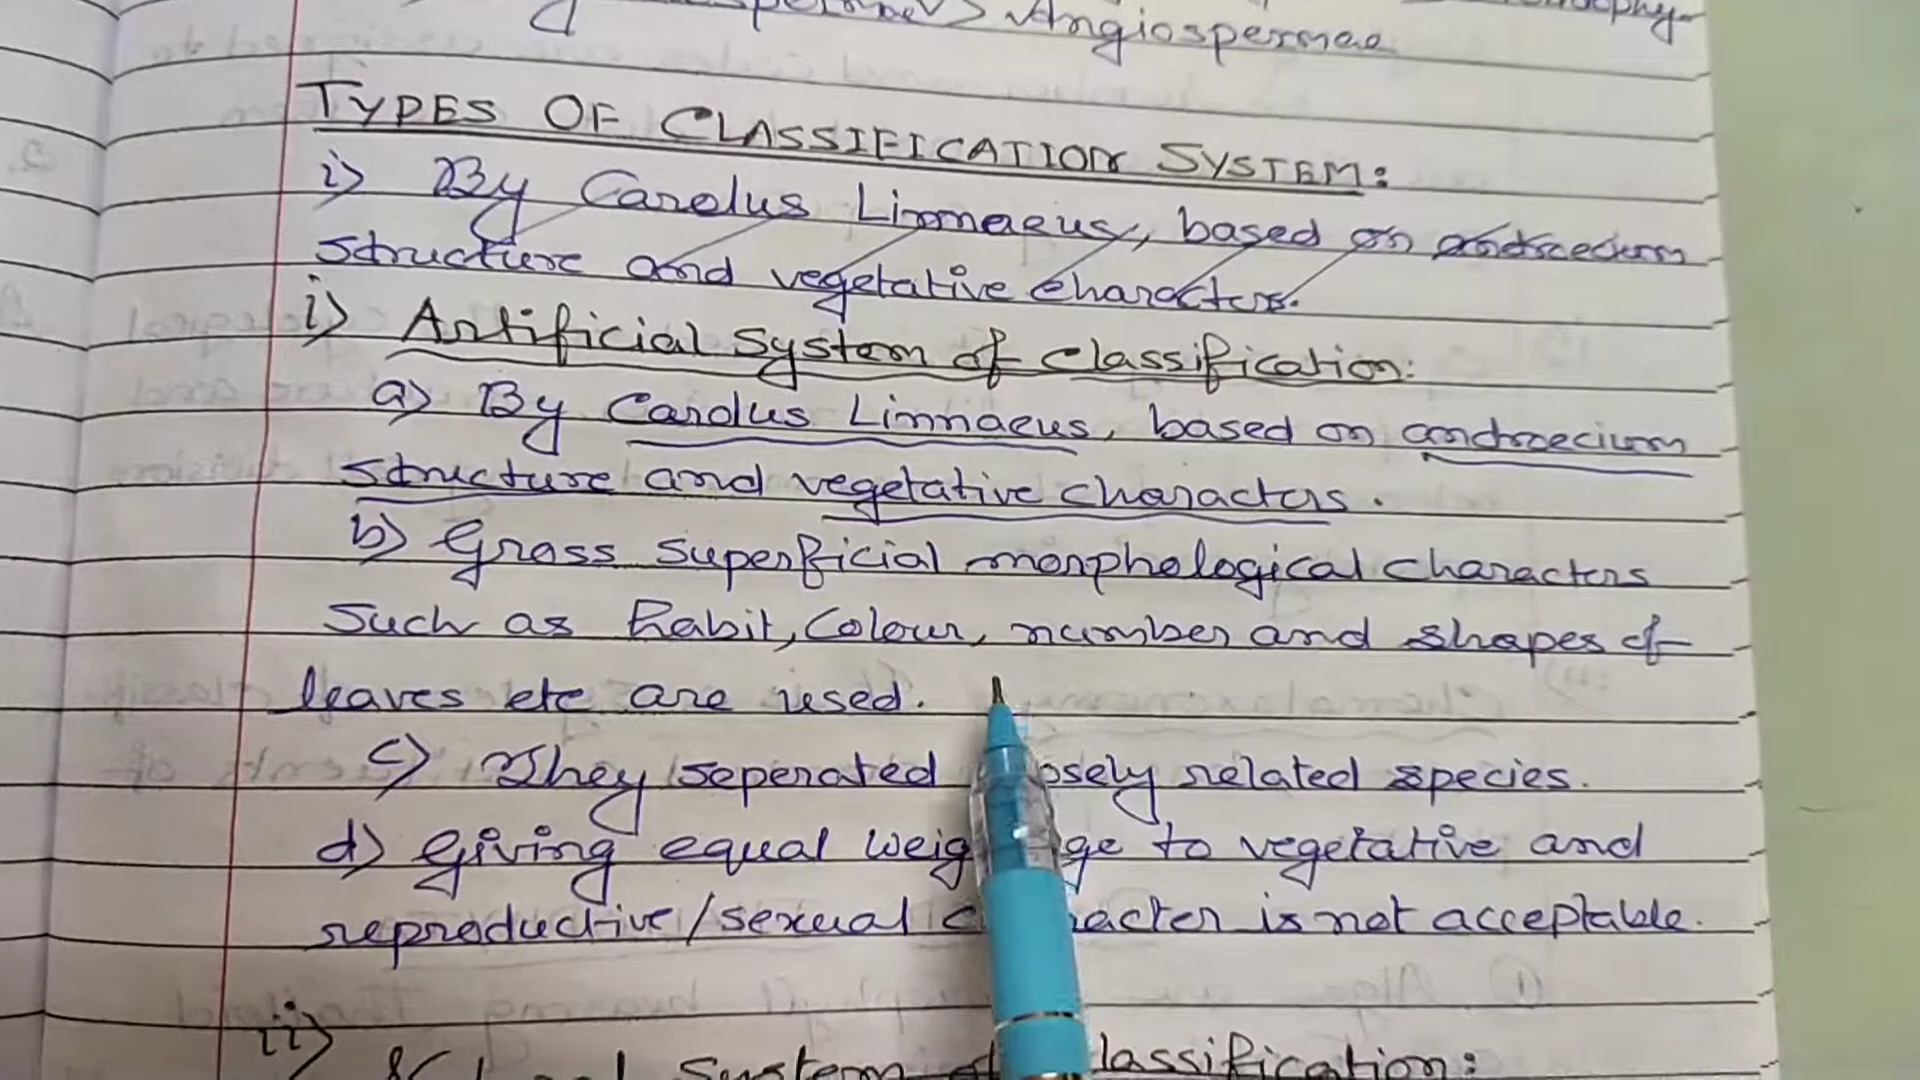 Angiospermae
TYPES OF CLASSIFICATION SYSTEM:
i) By Carolus Linnaeus, based on androecium
structure and vegetative characters.
i) Artificial System of classification:
a) By Carolus Linnaeus, based on androecium
structure and vegetative characters.
b) Gross superficial morphological characters
Such as Habit, Colour, number and shapes of
leaves etc are used.
c) They seperated osely related species.
d) Giving equal weig ge to vegetative and
reproductive/sexual c acter is not acceptable.
ii) System lassification: